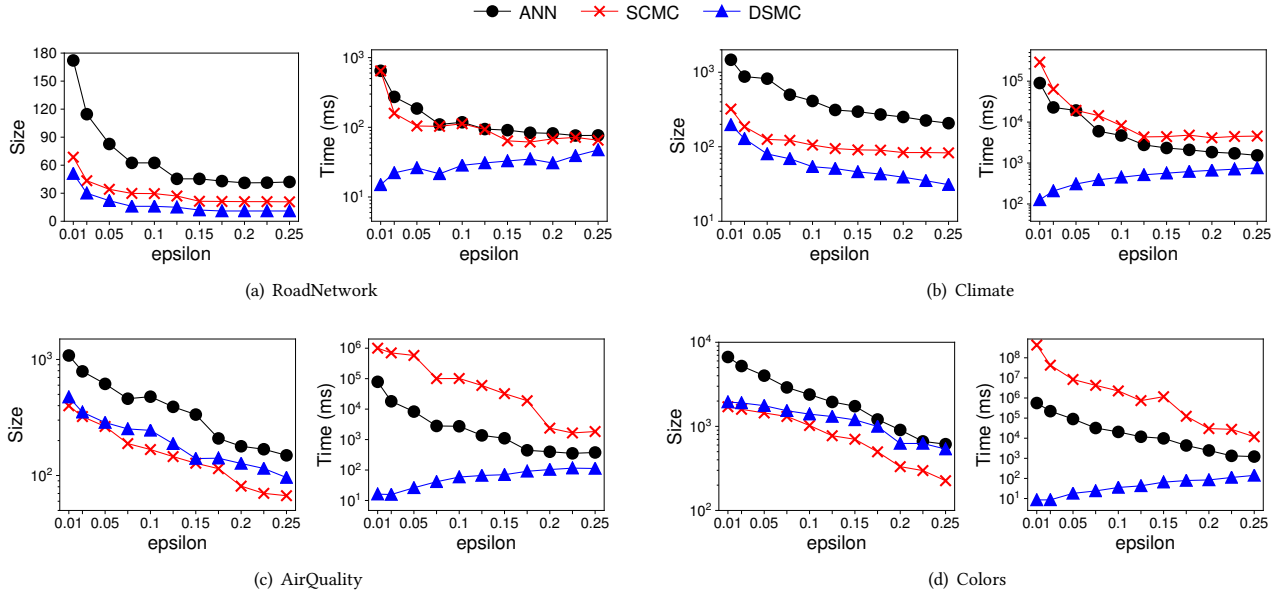 ANN SCMC DSMC
180
150
120
90
60
30
0
Size
0.01 0.05 0.1 0.15 0.2 0.25
epsilon
10³
10²
10¹
Time (ms)
0.01 0.05 0.1 0.15 0.2 0.25
epsilon
(a) RoadNetwork
10³
10²
10¹
Size
0.01 0.05 0.1 0.15 0.2 0.25
epsilon
10⁵
10⁴
10³
10²
Time (ms)
0.01 0.05 0.1 0.15 0.2 0.25
epsilon
(b) Climate
10³
10²
Size
0.01 0.05 0.1 0.15 0.2 0.25
epsilon
10⁶
10⁵
10⁴
10³
10²
10¹
Time (ms)
0.01 0.05 0.1 0.15 0.2 0.25
epsilon
(c) AirQuality
10⁴
10³
10²
Size
0.01 0.05 0.1 0.15 0.2 0.25
epsilon
10⁸
10⁷
10⁶
10⁵
10⁴
10³
10²
10¹
Time (ms)
0.01 0.05 0.1 0.15 0.2 0.25
epsilon
(d) Colors